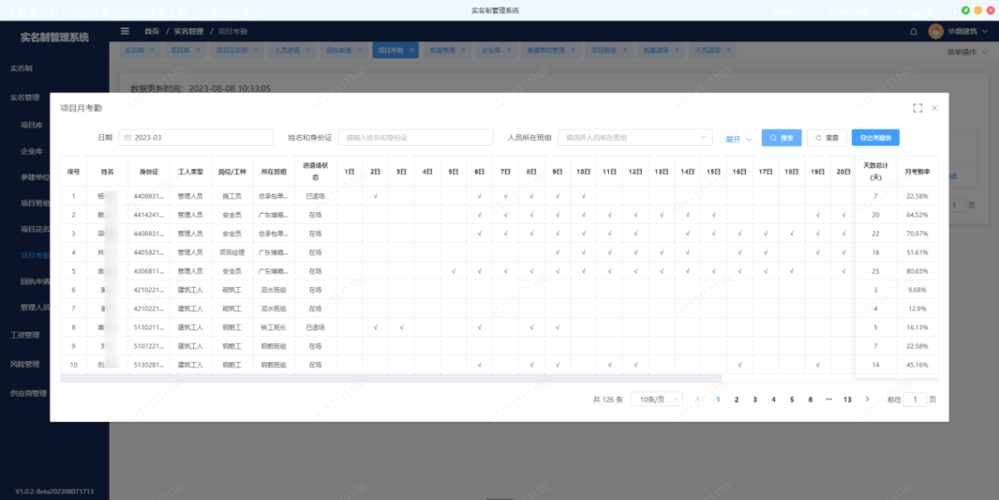 实名制管理系统
实名制管理系统
首页 / 实名管理 / 项目考勤
华鼎建筑
实名制 × 项目库 × 项目花名册 × 人员进场 × 回执申请 × 项目考勤 × 批量管理 × 企业库 × 参建单位管理 × 项目班组 × 批量退场 × 人员退场 ×
菜单操作
实名制
实名管理
项目库
企业库
参建单位
项目班组
项目花名
项目考勤
回执申请
管理人员
工资管理
风险管理
供应商管理
V1.0.2-Beta202308071713
数据更新时间：2023-08-08 10:33:05
项目月考勤
日期 2023-03 姓名和身份证 请输入姓名和身份证 人员所在班组 请选择人员所在班组 展开 搜索 重置 导出考勤表
序号 姓名 身份证 工人类型 岗位/工种 所在班组 进退场状态 1日 2日 3日 4日 5日 6日 7日 8日 9日 10日 11日 12日 13日 14日 15日 16日 17日 18日 19日 20日 天数总计(天) 月考勤率
1 杨 4408831... 管理人员 施工员 总承包单... 已退场 √ √ √ √ √ √ 7 22.58%
2 4414241... 管理人员 安全员 广东博嘉... 在场 √ √ √ √ √ √ √ √ √ √ √ √ 20 64.52%
3 梁 4408831... 管理人员 安全员 总承包单... 在场 √ √ √ √ √ √ √ √ √ √ √ √ √ √ 22 70.97%
4 林 4405821... 管理人员 项目经理 广东博嘉... 在场 √ √ √ √ √ √ √ √ √ √ 16 51.61%
5 4306811... 管理人员 安全员 广东博嘉... 在场 √ √ √ √ √ √ √ √ √ √ √ √ √ √ √ 25 80.65%
6 4210221... 建筑工人 砌筑工 泥水班组 在场 3 9.68%
7 4210221... 建筑工人 砌筑工 泥水班组 在场 4 12.9%
8 唐 5130211... 建筑工人 钢筋工 铁工班长 已退场 √ √ √ √ √ 5 16.13%
9 邓 5107221... 建筑工人 钢筋工 钢筋班组 在场 7 22.58%
10 刘 5130281... 建筑工人 钢筋工 钢筋班组 在场 √ √ √ √ √ √ √ 14 45.16%
共 126 条 10条/页 1 2 3 4 5 6 ··· 13 前往 1 页
1 页
13711111180